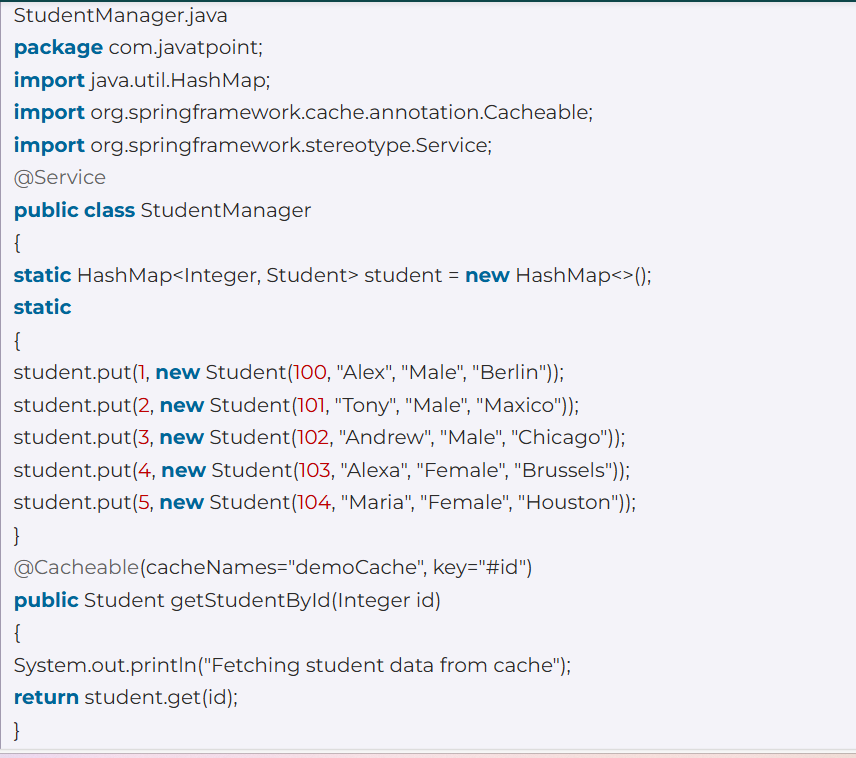 StudentManager.java
package com.javatpoint;
import java.util.HashMap;
import org.springframework.cache.annotation.Cacheable;
import org.springframework.stereotype.Service;
@Service
public class StudentManager
{
static HashMap<Integer, Student> student = new HashMap<>();
static
{
student.put(1, new Student(100, "Alex", "Male", "Berlin"));
student.put(2, new Student(101, "Tony", "Male", "Maxico"));
student.put(3, new Student(102, "Andrew", "Male", "Chicago"));
student.put(4, new Student(103, "Alexa", "Female", "Brussels"));
student.put(5, new Student(104, "Maria", "Female", "Houston"));
}
@Cacheable(cacheNames="demoCache", key="#id")
public Student getStudentById(Integer id)
{
System.out.println("Fetching student data from cache");
return student.get(id);
}